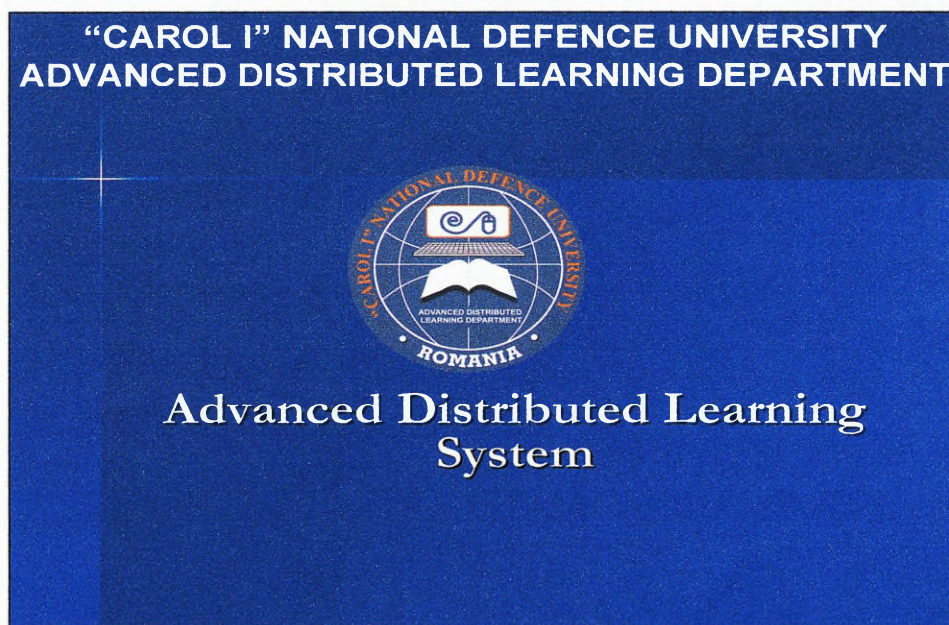 “CAROL I” NATIONAL DEFENCE UNIVERSITY
ADVANCED DISTRIBUTED LEARNING DEPARTMENT
“CAROL I” NATIONAL DEFENCE UNIVERSITY
e
ADVANCED DISTRIBUTED
LEARNING DEPARTMENT
• ROMANIA •
Advanced Distributed Learning
System